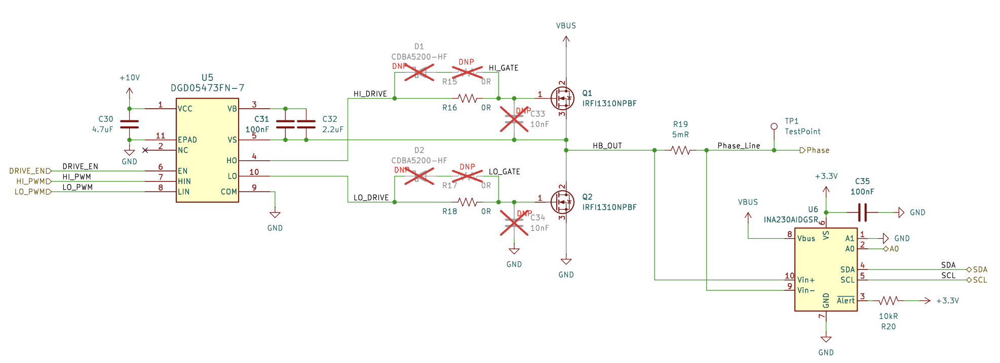 +10V
C30
4.7uF
GND
U5
DGD05473FN-7
1
VCC
11
EPAD
2
NC
6
EN
7
HIN
8
LIN
VB
3
VS
5
HO
4
LO
10
COM
9
DRIVE_EN
DRIVE_EN
HI_PWM
HI_PWM
LO_PWM
LO_PWM
C31
100nF
C32
2.2uF
GND
HI_DRIVE
D1
CDBA5200-HF
DNP
DNP
R15
0R
HI_GATE
R16
0R
DNP
C33
10nF
LO_DRIVE
D2
CDBA5200-HF
DNP
DNP
R17
0R
LO_GATE
R18
0R
DNP
C34
10nF
GND
VBUS
2
1
3
Q1
IRFI1310NPBF
2
1
3
Q2
IRFI1310NPBF
GND
HB_OUT
R19
5mR
Phase_Line
TP1
TestPoint
Phase
+3.3V
C35
100nF
GND
VBUS
U6
INA230AIDGSR
6
VS
8
Vbus
10
Vin+
9
Vin-
GND
7
A1
1
GND
A0
2
A0
SDA
4
SDA
SDA
SCL
5
SCL
SCL
Alert
3
+3.3V
10kR
R20
GND